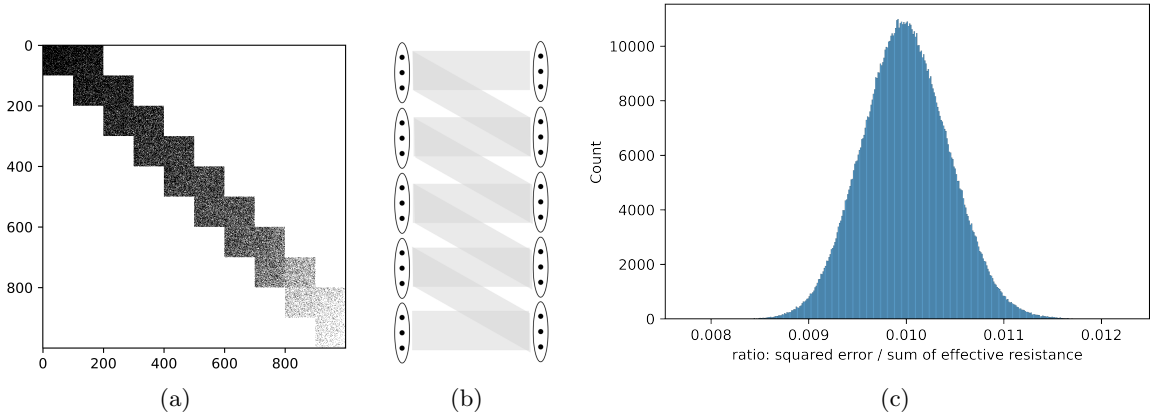 0
200
400
600
800
0 200 400 600 800
(a)
(b)
10000
8000
6000
4000
2000
0
Count
0.008 0.009 0.010 0.011 0.012
ratio: squared error / sum of effective resistance
(c)